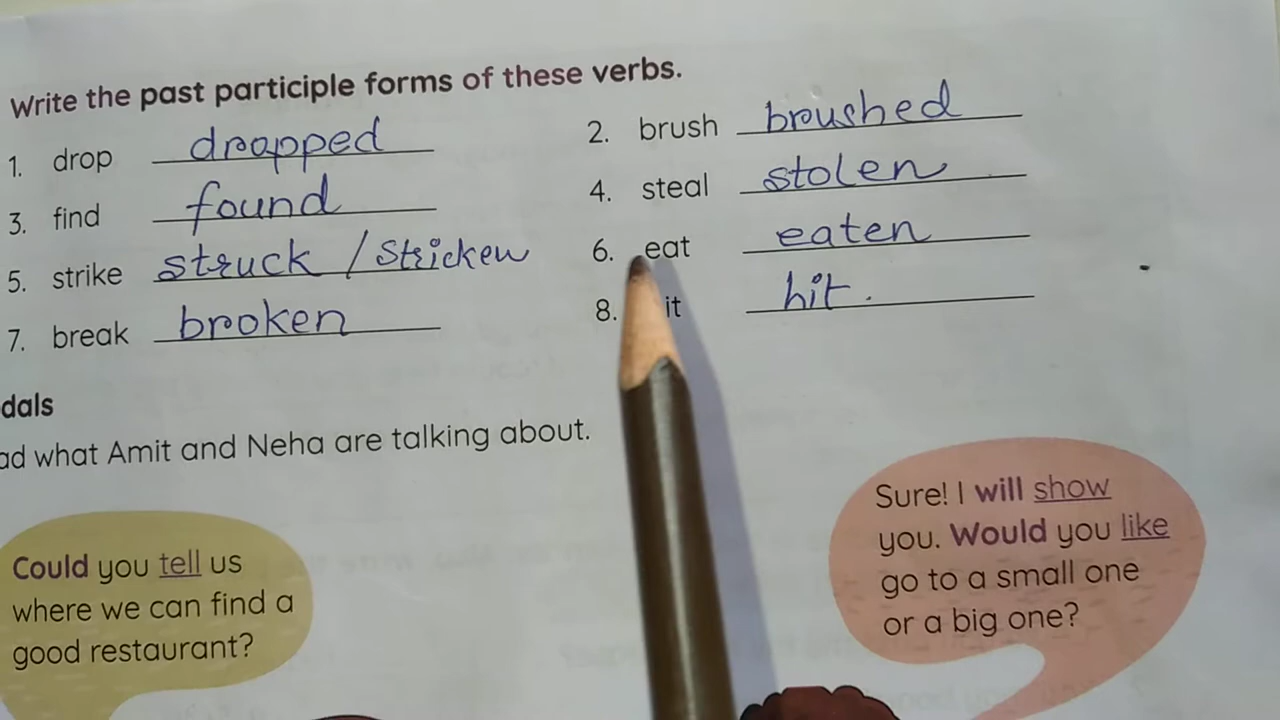 Write the past participle forms of these verbs.
1. drop dropped 2. brush brushed
3. find found 4. steal stolen
5. strike struck / stricken 6. eat eaten
7. break broken 8. it hit.
dals
ad what Amit and Neha are talking about.
Could you tell us
where we can find a
good restaurant?
Sure! I will show
you. Would you like
go to a small one
or a big one?